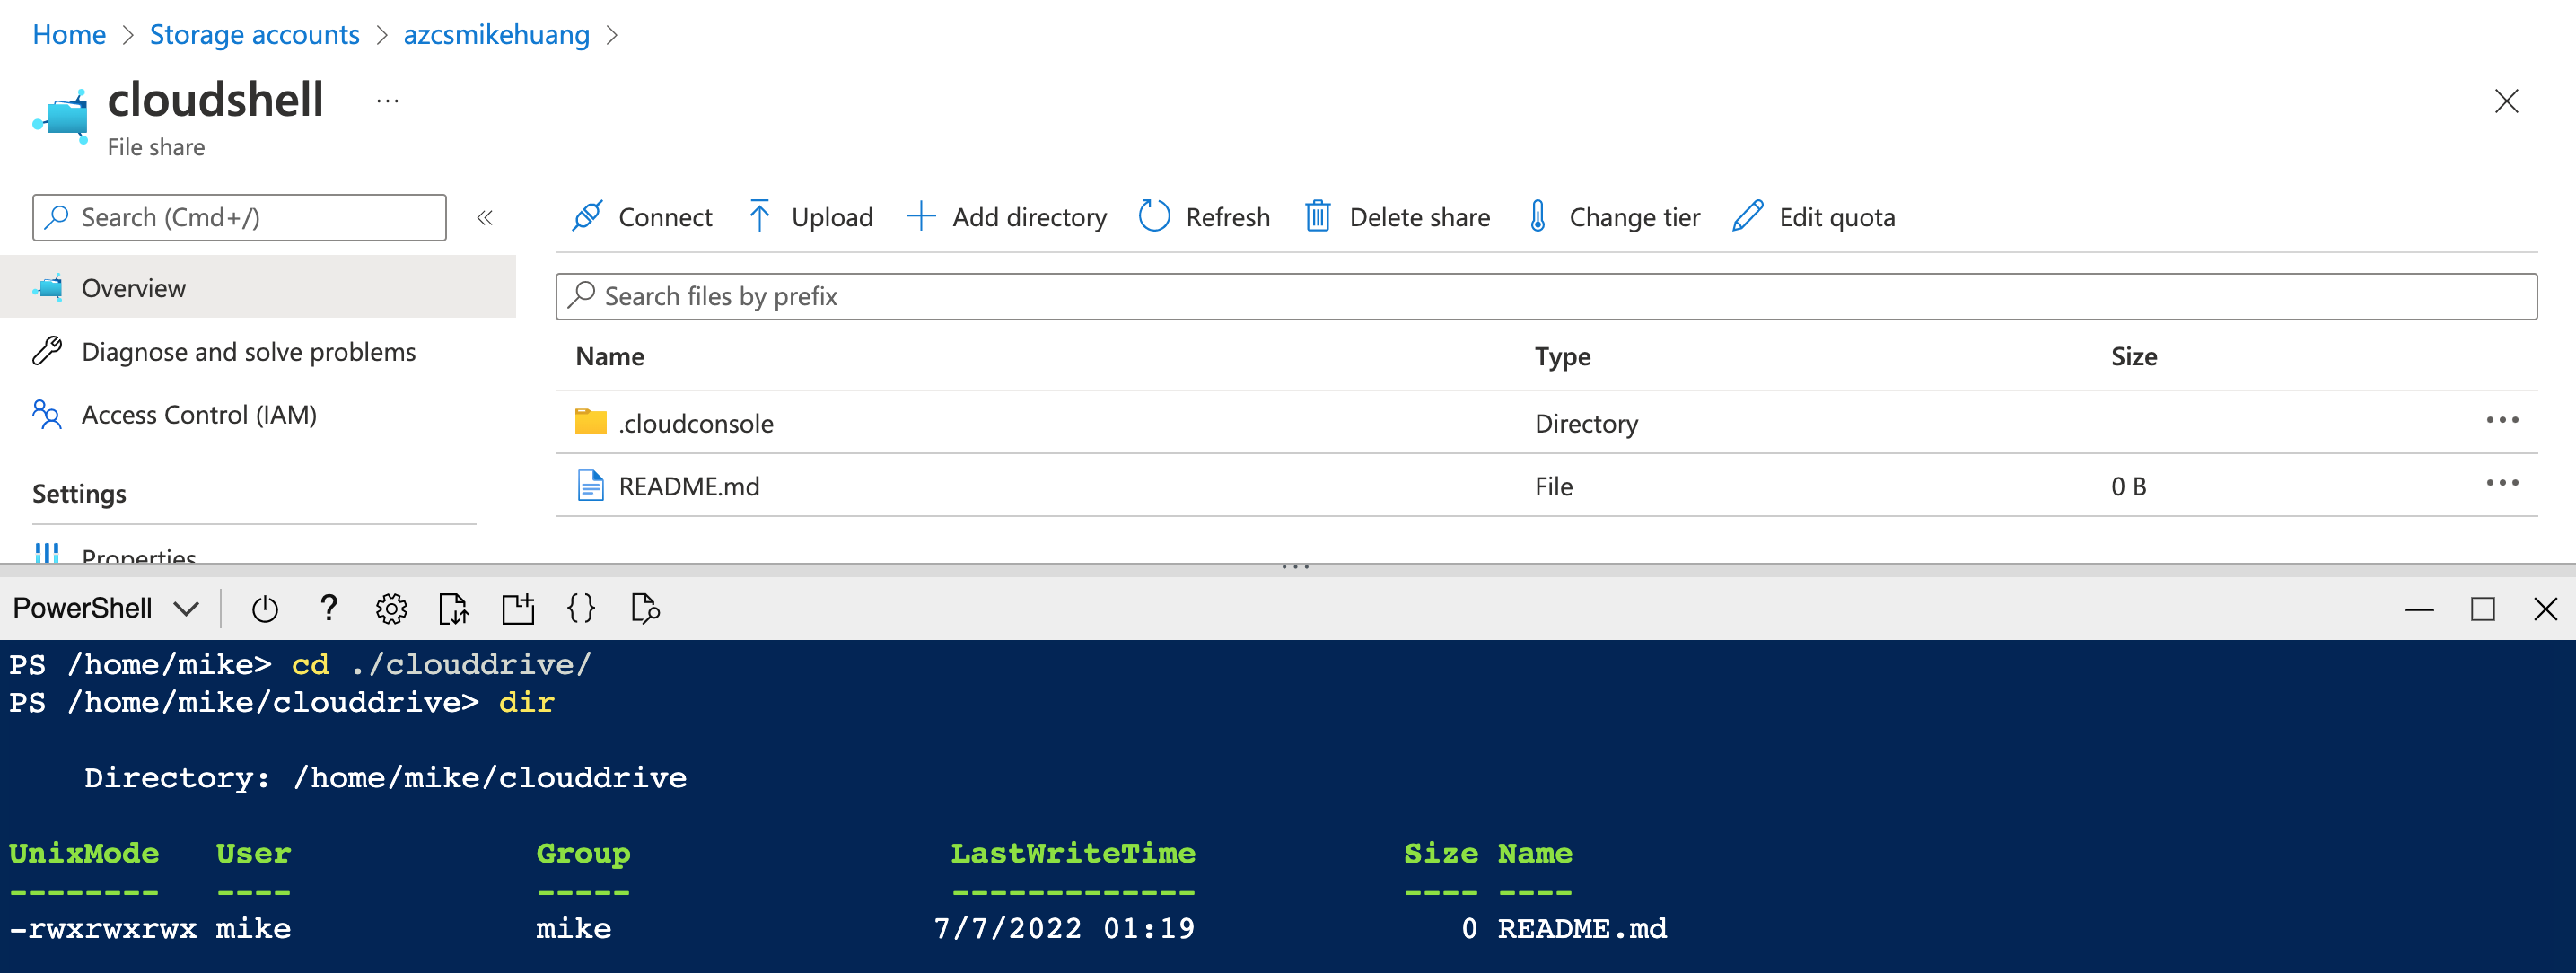 Home > Storage accounts > azcsmikehuang >
cloudshell ...
File share
Search (Cmd+/) «
Connect Upload Add directory Refresh Delete share Change tier Edit quota
Overview
Search files by prefix
Diagnose and solve problems
Name Type Size
Access Control (IAM)
.cloudconsole Directory ...
README.md File 0 B ...
Settings
Properties
PowerShell ? {}
PS /home/mike> cd ./clouddrive/
PS /home/mike/clouddrive> dir
Directory: /home/mike/clouddrive
UnixMode User Group LastWriteTime Size Name
-------- ---- ----- ------------- ---- ----
-rwxrwxrwx mike mike 7/7/2022 01:19 0 README.md